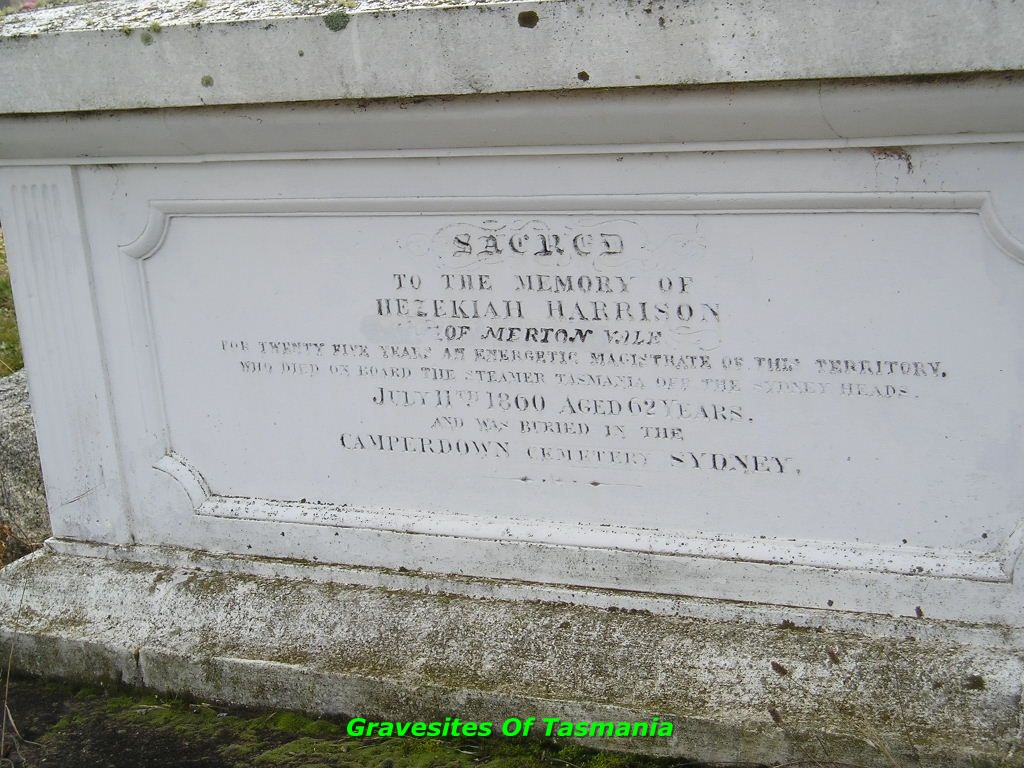 SACRED
TO THE MEMORY OF
HEZEKIAH HARRISON
OF MERTON VALE
FOR TWENTY FIVE YEARS AN ENERGETIC MAGISTRATE OF THIS TERRITORY.
WHO DIED ON BOARD THE STEAMER TASMANIA OFF THE SYDNEY HEADS.
JULY 11TH 1860 AGED 62 YEARS.
AND WAS BURIED IN THE
CAMPERDOWN CEMETERY SYDNEY.
Gravesites Of Tasmania